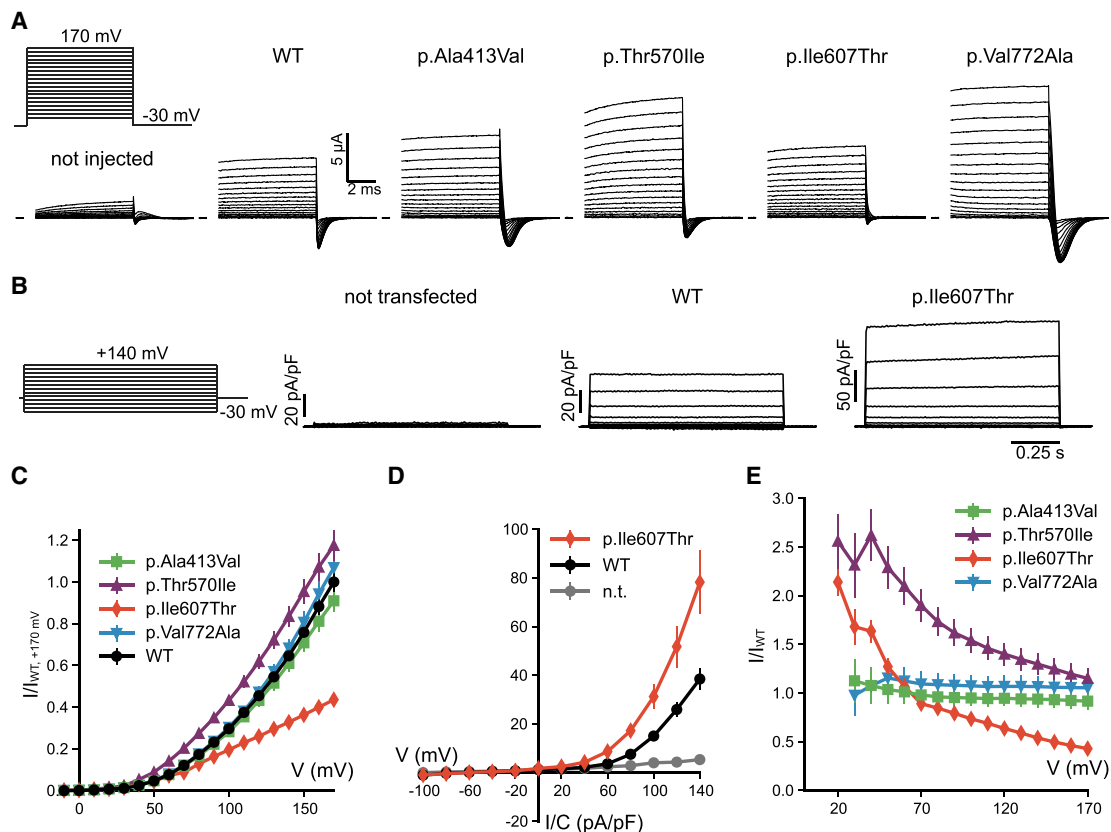 A
170 mV
-30 mV
not injected
WT
p.Ala413Val
p.Thr570Ile
p.Ile607Thr
p.Val772Ala
5 µA
2 ms
B
+140 mV
-30 mV
not transfected
WT
p.Ile607Thr
20 pA/pF
20 pA/pF
50 pA/pF
0.25 s
C
I/I WT, +170 mV
1.2
1.0
0.8
0.6
0.4
0.2
0
p.Ala413Val
p.Thr570Ile
p.Ile607Thr
p.Val772Ala
WT
V (mV)
0 50 100 150
D
100
80
60
40
20
-20
p.Ile607Thr
WT
n.t.
V (mV)
-100 -60 -20 20 60 100 140
I/C (pA/pF)
E
I/I WT
3.0
2.5
2.0
1.5
1.0
0.5
0.0
p.Ala413Val
p.Thr570Ile
p.Ile607Thr
p.Val772Ala
V (mV)
20 70 120 170